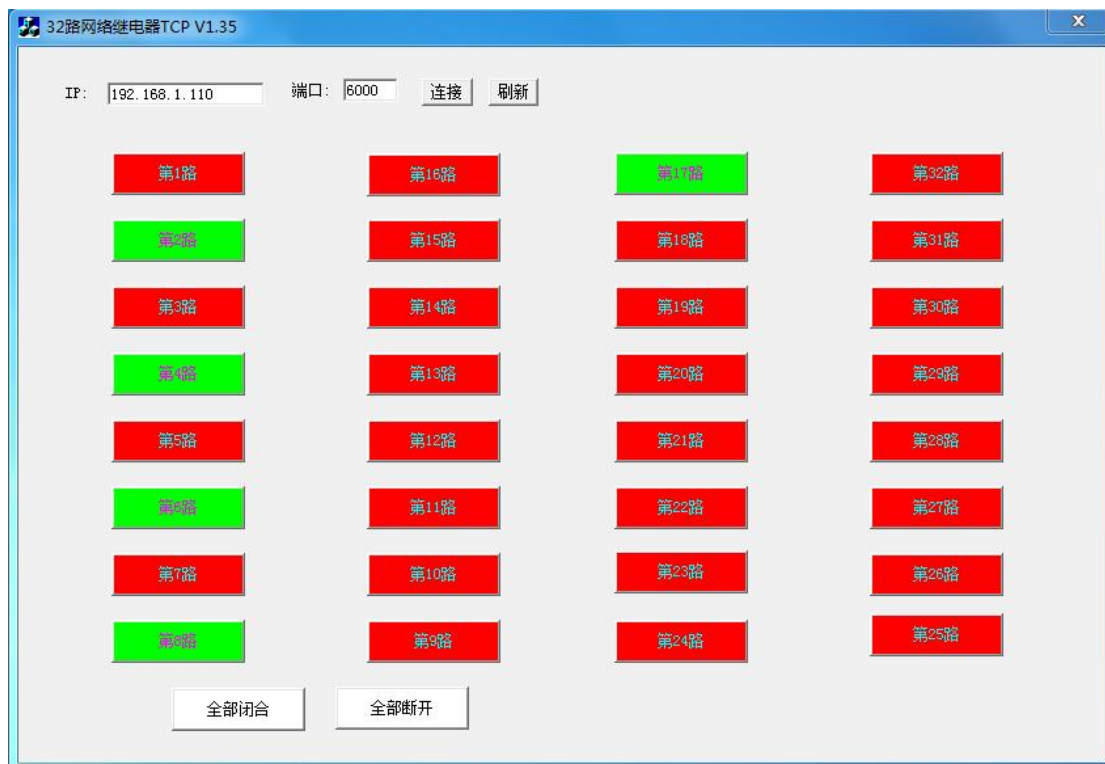 32路网络继电器TCP V1.35
IP: 192.168.1.110 端口: 6000 连接 刷新
第1路 第16路 第17路 第32路
第2路 第15路 第18路 第31路
第3路 第14路 第19路 第30路
第4路 第13路 第20路 第29路
第5路 第12路 第21路 第28路
第6路 第11路 第22路 第27路
第7路 第10路 第23路 第26路
第8路 第9路 第24路 第25路
全部闭合 全部断开